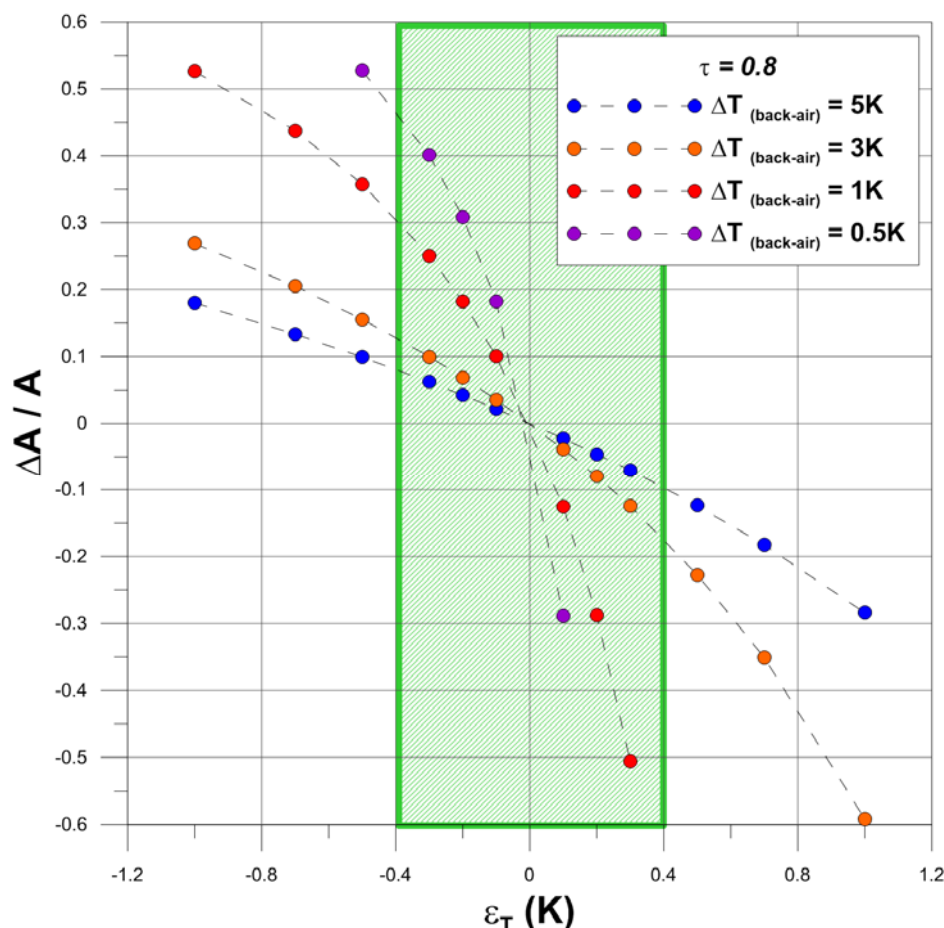 0.6
0.5
0.4
0.3
0.2
0.1
0
-0.1
-0.2
-0.3
-0.4
-0.5
-0.6
ΔA / A
τ = 0.8
ΔT (back-air) = 5K
ΔT (back-air) = 3K
ΔT (back-air) = 1K
ΔT (back-air) = 0.5K
-1.2 -0.8 -0.4 0 0.4 0.8 1.2
εT (K)